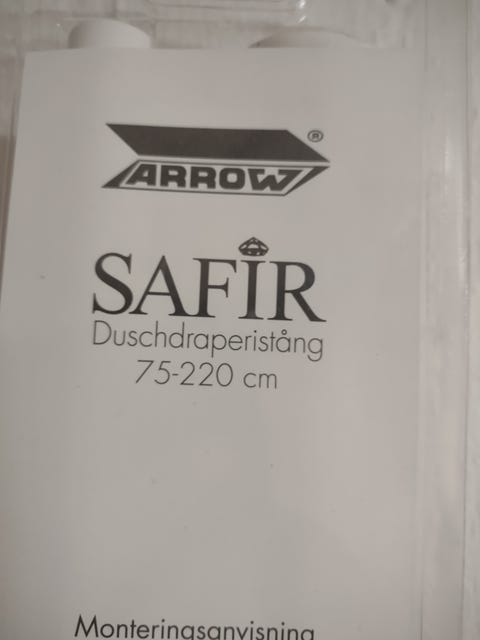 ARROW®
SAFIR
Duschdraperistång
75-220 cm
Monteringsanvisning